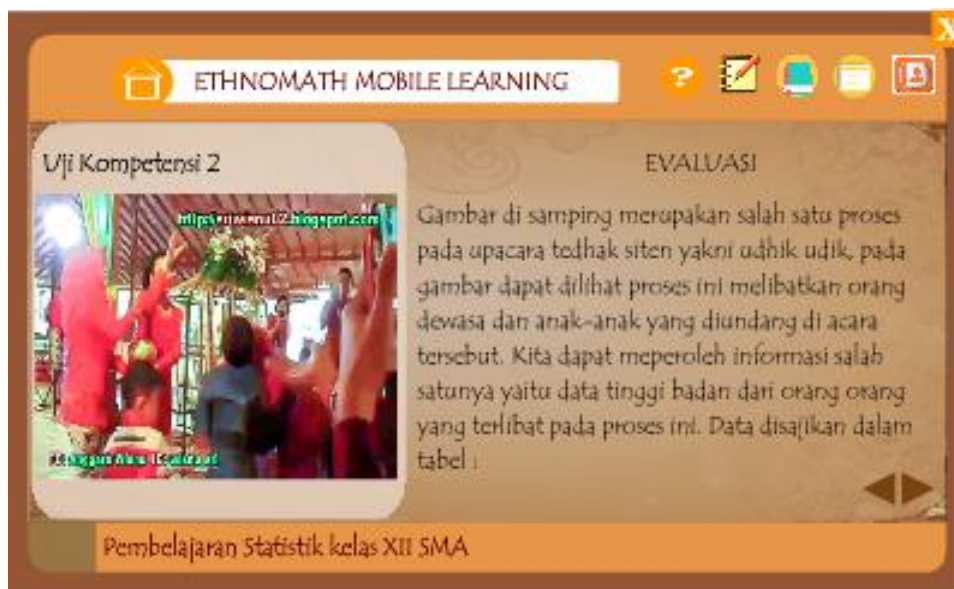 X
ETHNOMATH MOBILE LEARNING
?
Uji Kompetensi 2
EVALUASI
Gambar di samping merupakan salah satu proses
pada upacara tedhak siten yakni udhik udik, pada
gambar dapat dilihat proses ini melibatkan orang
dewasa dan anak-anak yang diundang di acara
tersebut. Kita dapat meperoleh informasi salah
satunya yaitu data tinggi badan dari orang orang
yang terlibat pada proses ini. Data disajikan dalam
tabel :
Pembelajaran Statistik kelas XII SMA